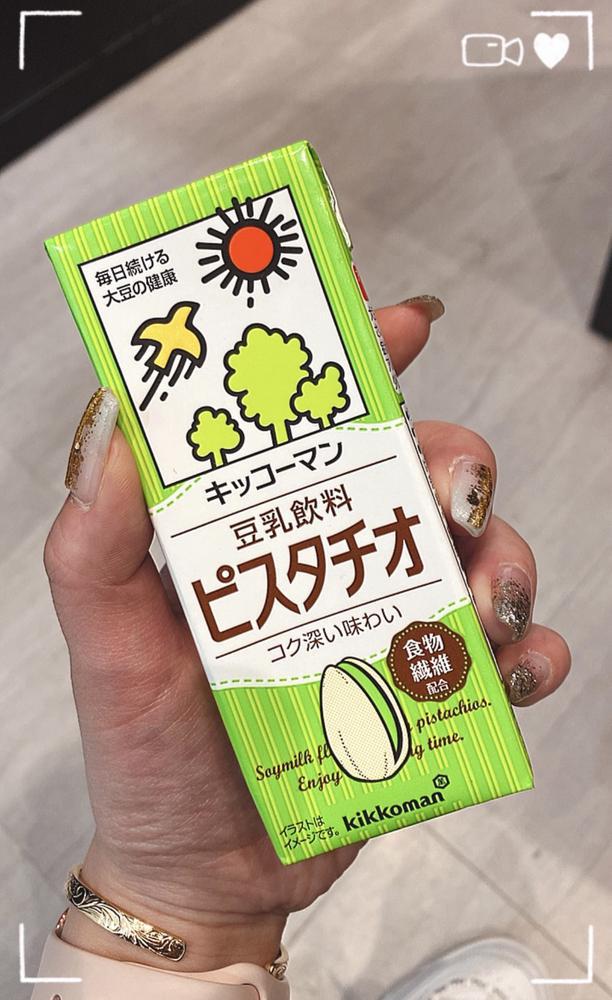 毎日続ける
大豆の健康
キッコーマン
豆乳飲料
ピスタチオ
コク深い味わい
食物
繊維
配合
Soymilk pistachios.
Enjoy time.
イラストは
イメージです。
kikkoman